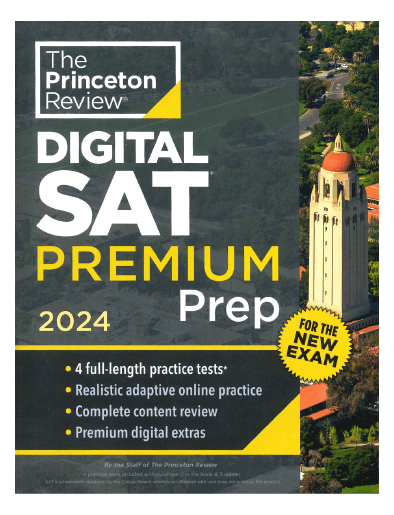 The
Princeton
Review®
DIGITAL
SAT®
PREMIUM
Prep
2024
FOR THE
NEW
EXAM
• 4 full-length practice tests*
• Realistic adaptive online practice
• Complete content review
• Premium digital extras
By the Staff of The Princeton Review